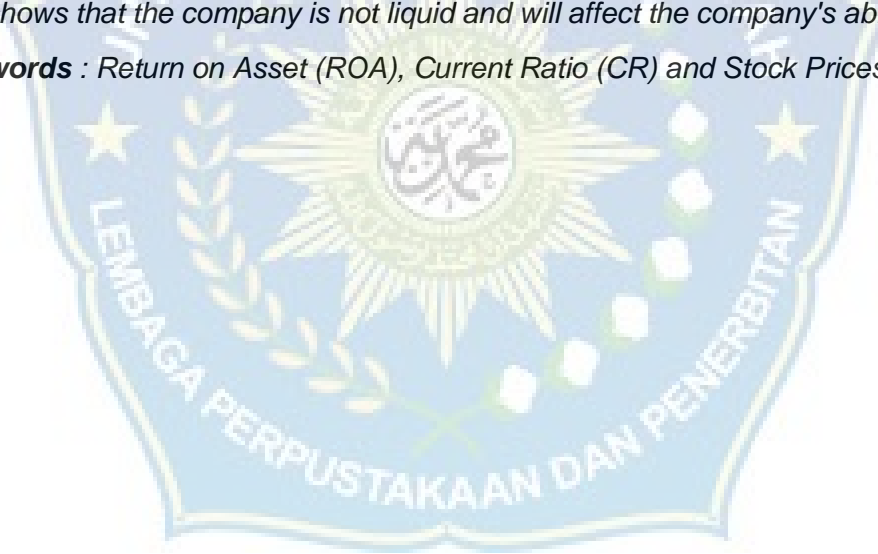 hows that the company is not liquid and will affect the company's ab
words : Return on Asset (ROA), Current Ratio (CR) and Stock Prices
LEMBAGA PERPUSTAKAAN DAN PENERBITAN